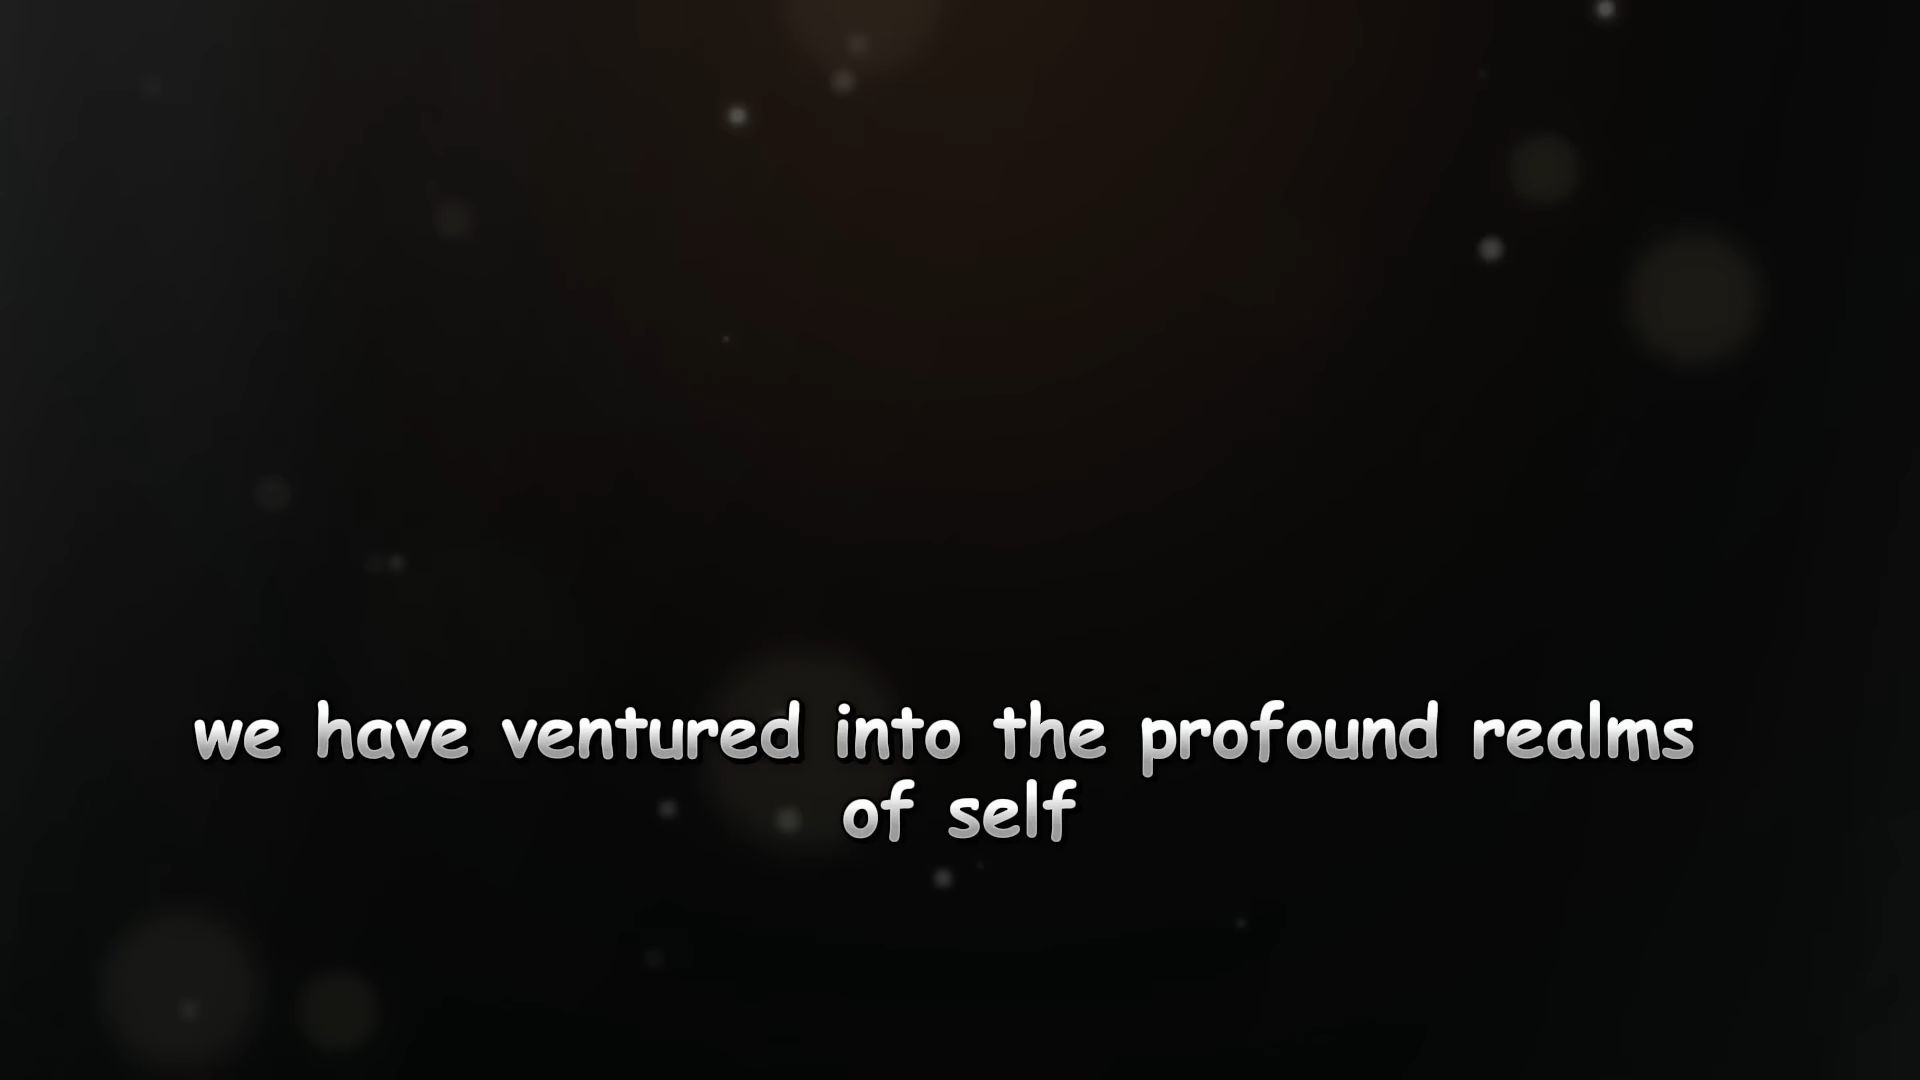 we have ventured into the profound realms
of self